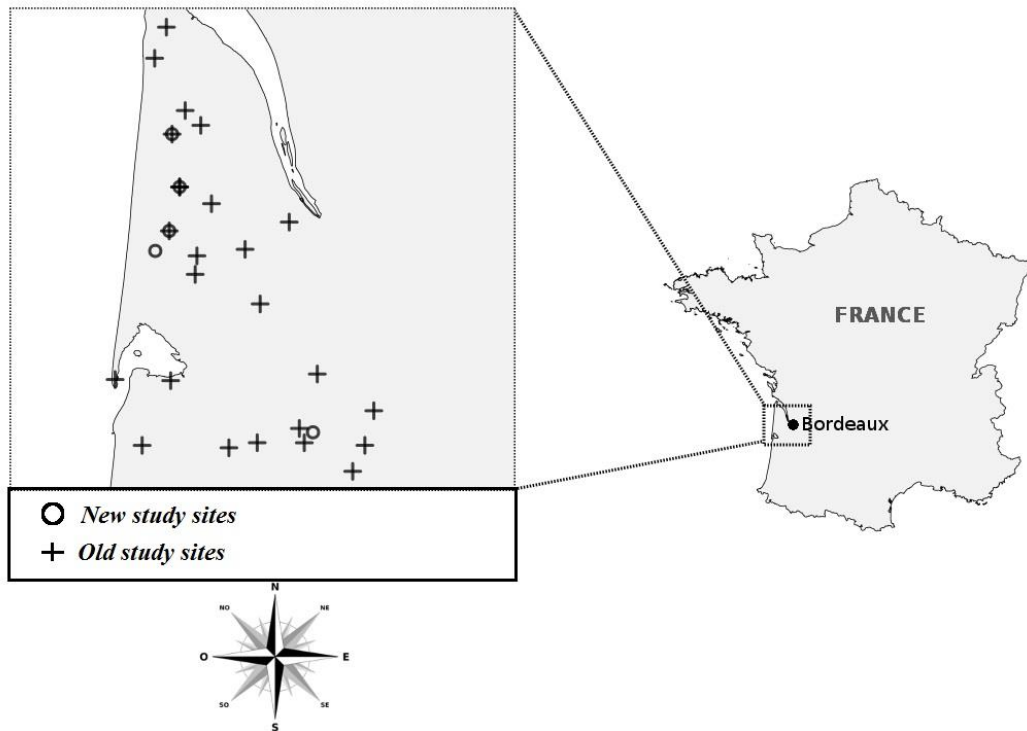 FRANCE
Bordeaux
New study sites
Old study sites
N
NO
NE
O
E
SO
SE
S